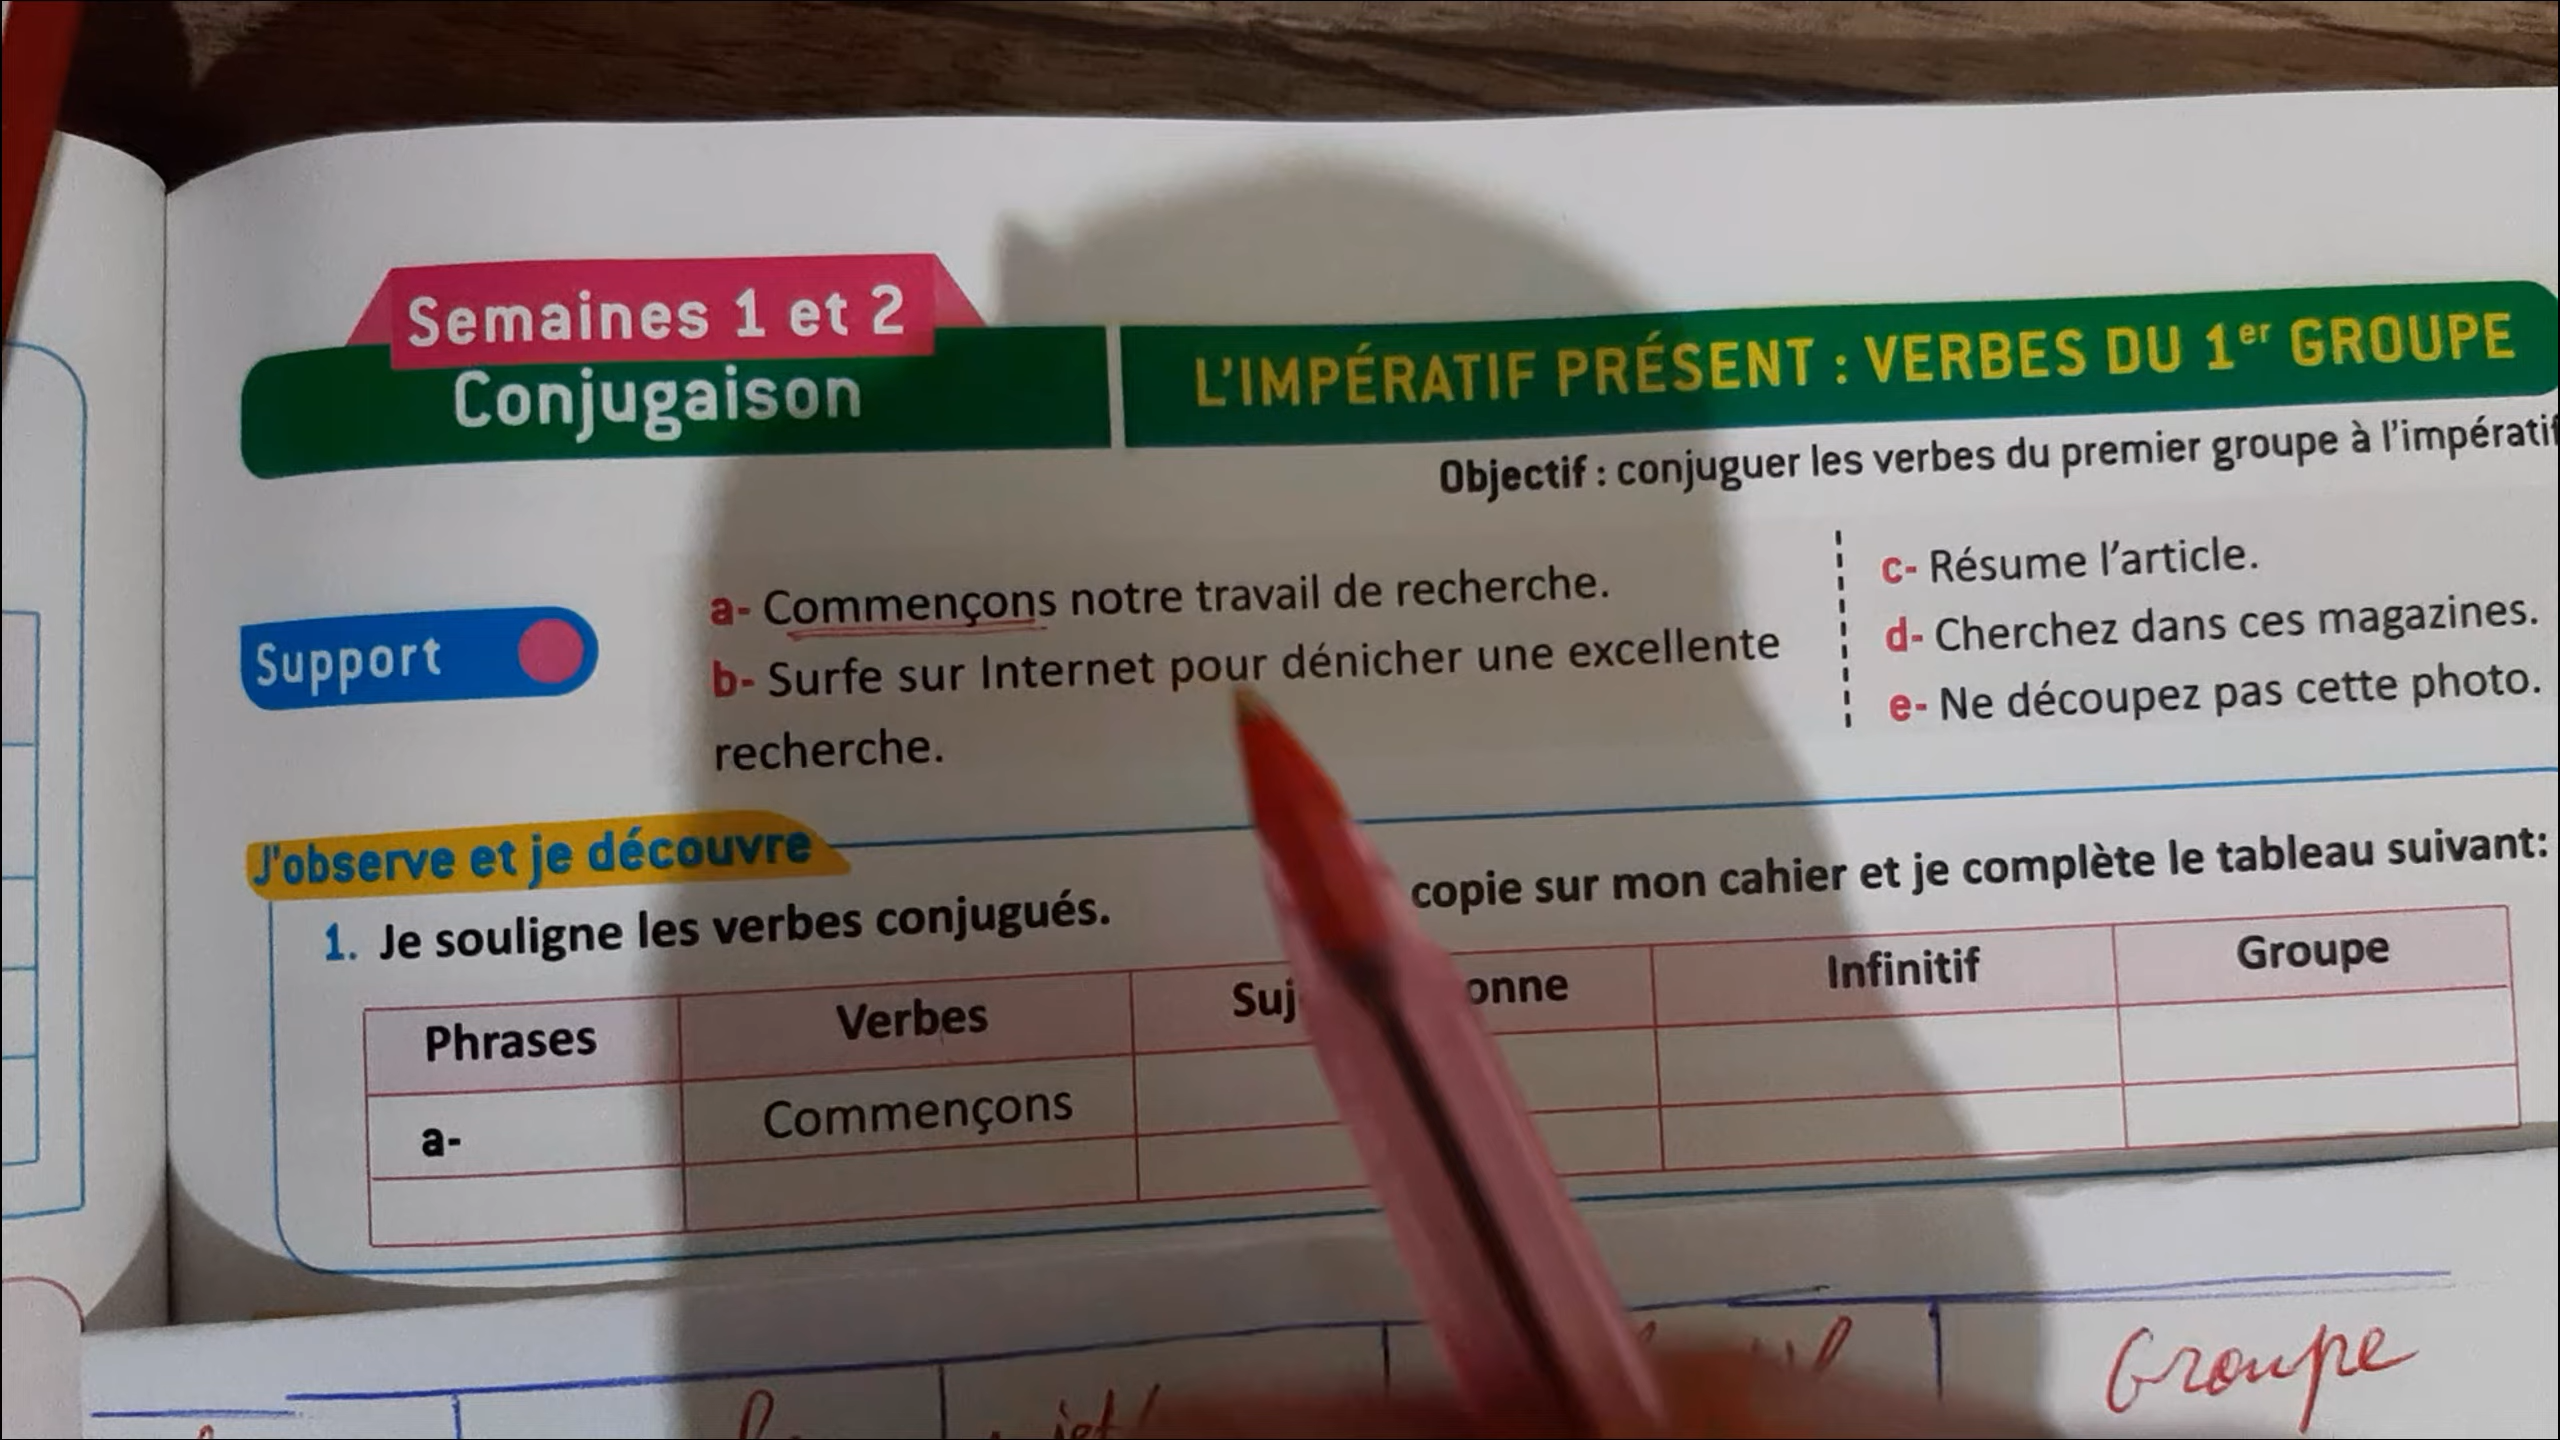 Semaines 1 et 2
Conjugaison
L'IMPÉRATIF PRÉSENT : VERBES DU 1er GROUPE
Objectif : conjuguer les verbes du premier groupe à l'impératif
Support
a- Commençons notre travail de recherche.
b- Surfe sur Internet pour dénicher une excellente
recherche.
c- Résume l'article.
d- Cherchez dans ces magazines.
e- Ne découpez pas cette photo.
J'observe et je découvre
1. Je souligne les verbes conjugués.
copie sur mon cahier et je complète le tableau suivant:
Phrases Verbes Infinitif Groupe
a- Commençons
Groupe